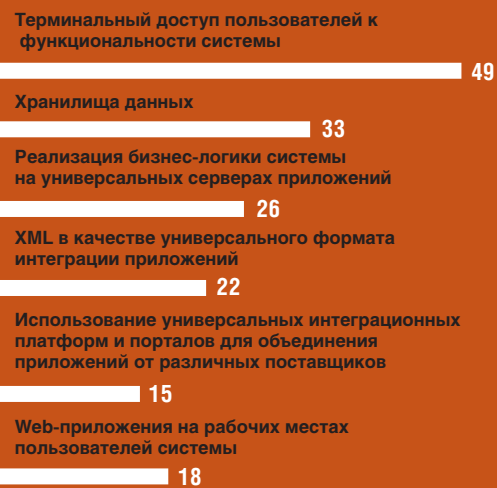 Терминальный доступ пользователей к
функциональности системы
49
Хранилища данных
33
Реализация бизнес-логики системы
на универсальных серверах приложений
26
XML в качестве универсального формата
интеграции приложений
22
Использование универсальных интеграционных
платформ и порталов для объединения
приложений от различных поставщиков
15
Web-приложения на рабочих местах
пользователей системы
18